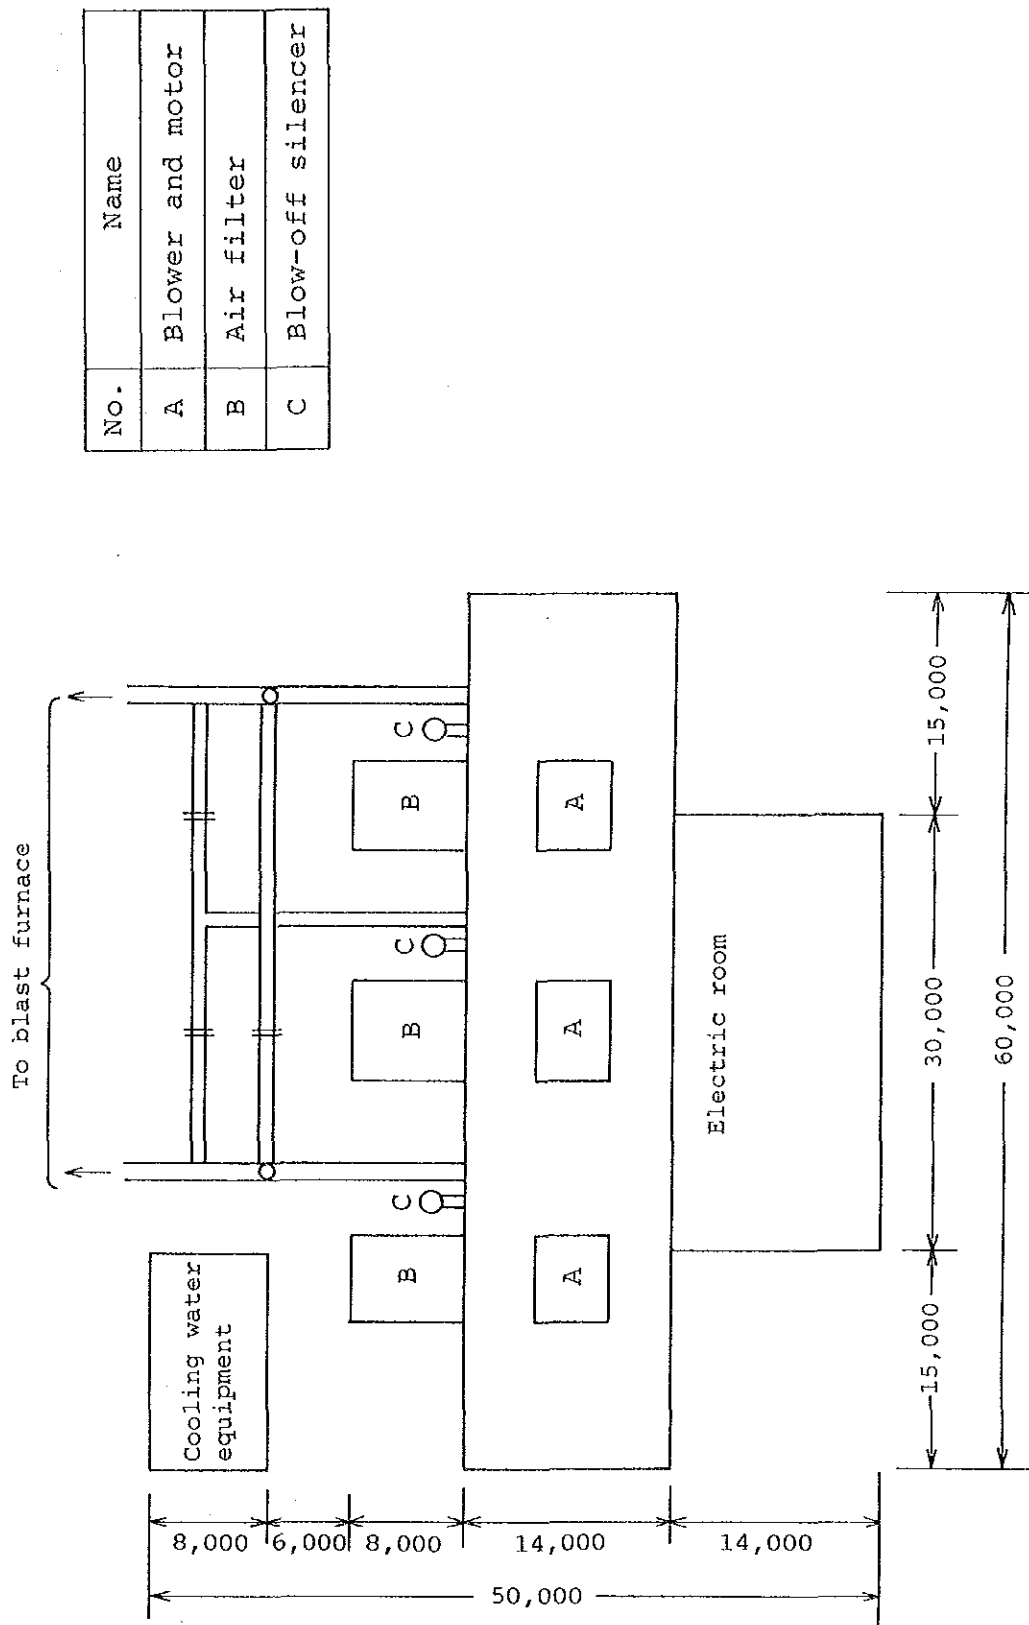 No. Name
A Blower and motor
B Air filter
C Blow-off silencer
To blast furnace
Cooling water
equipment
C
C
C
B
B
B
A
A
A
Electric room
8,000
6,000
8,000
14,000
14,000
50,000
15,000
30,000
15,000
60,000